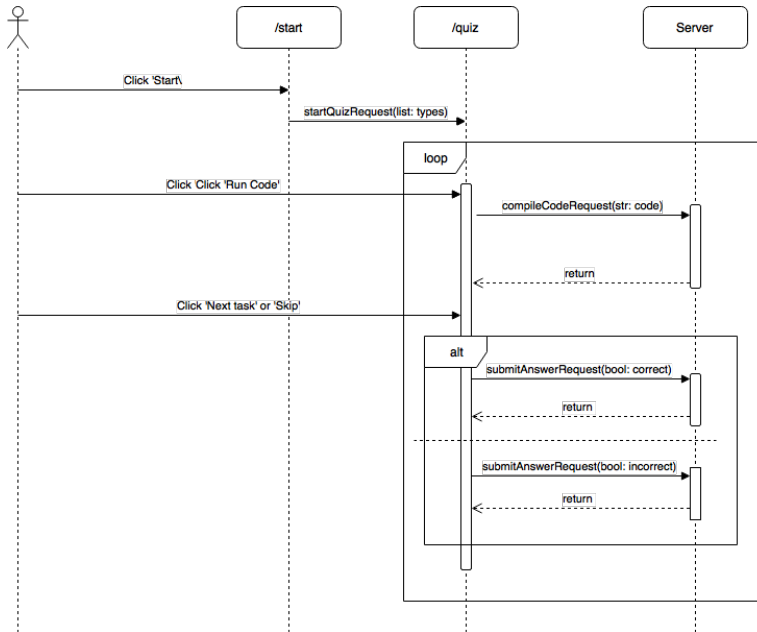 /start
/quiz
Server
Click 'Start\
startQuizRequest(list: types)
loop
Click Click 'Run Code'
compileCodeRequest(str: code)
return
Click 'Next task' or 'Skip'
alt
submitAnswerRequest(bool: correct)
return
submitAnswerRequest(bool: incorrect)
return